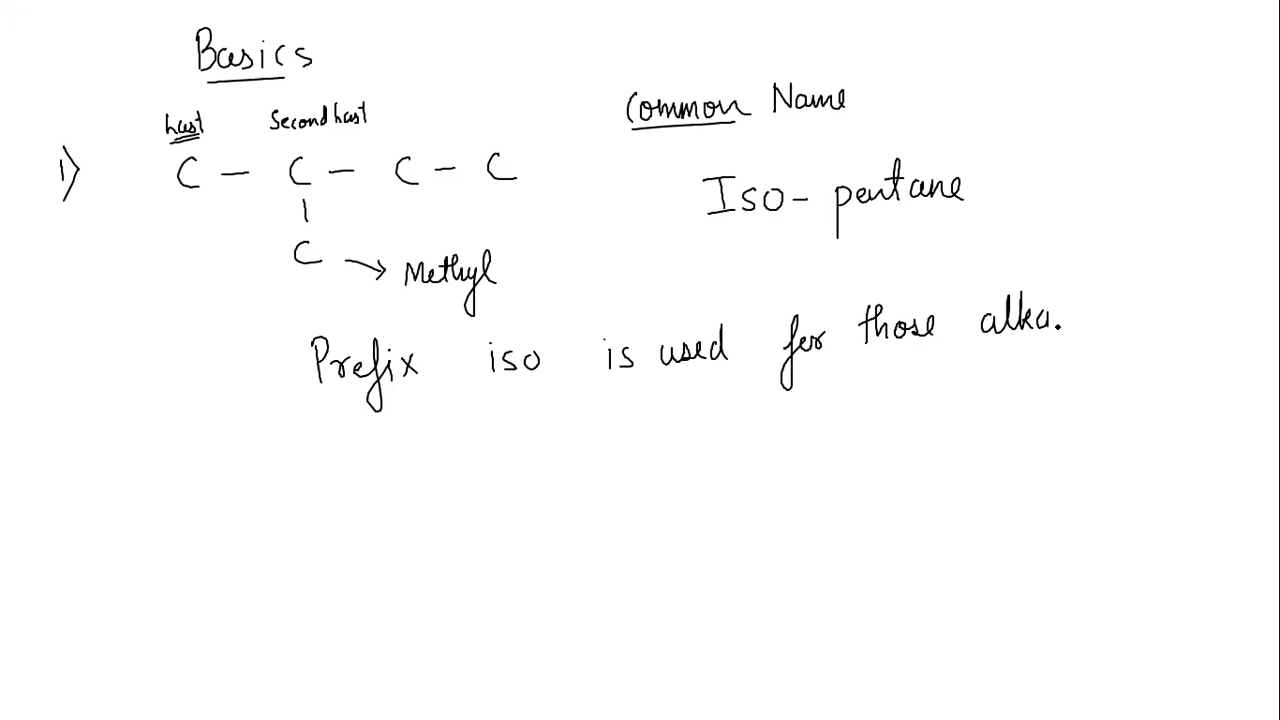 Basics
Common Name
Last Second Last
1) C - C - C - C
Iso- pentane
|
C → Methyl
Prefix iso is used for those alka.